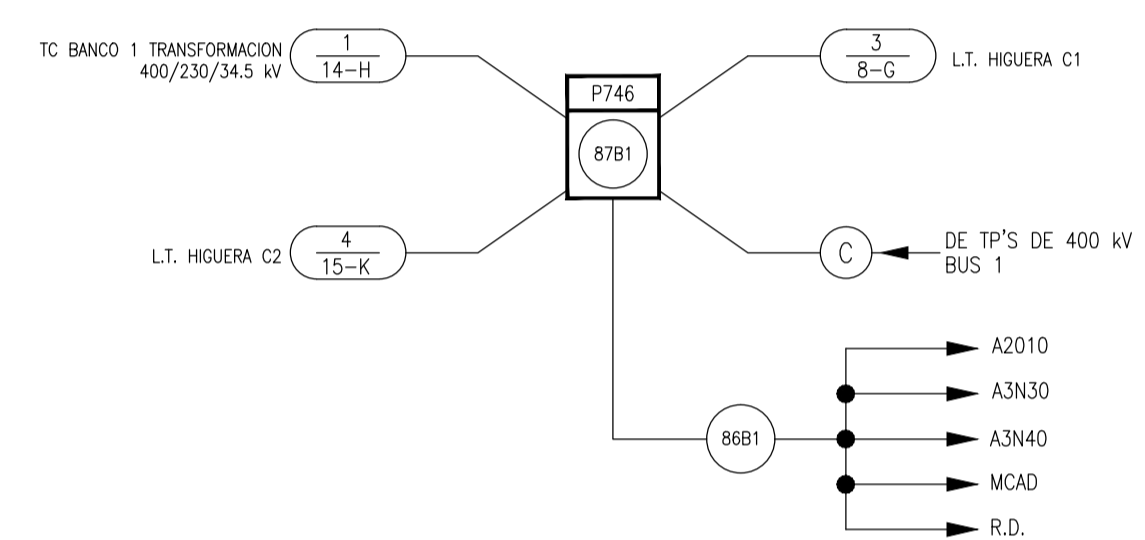 TC BANCO 1 TRANSFORMACION
400/230/34.5 kV
1
14-H
P746
87B1
3
8-G
L.T. HIGUERA C1
L.T. HIGUERA C2
4
15-K
C
DE TP'S DE 400 kV
BUS 1
86B1
A2010
A3N30
A3N40
MCAD
R.D.